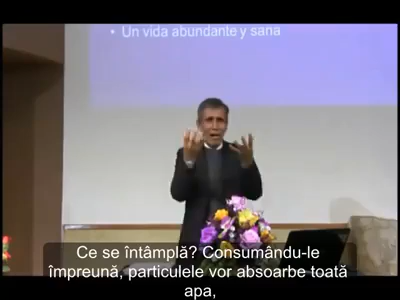 • Un vida abundante y sana
Ce se întâmplă? Consumându-le
împreună, particulele vor absoarbe toată
apa,